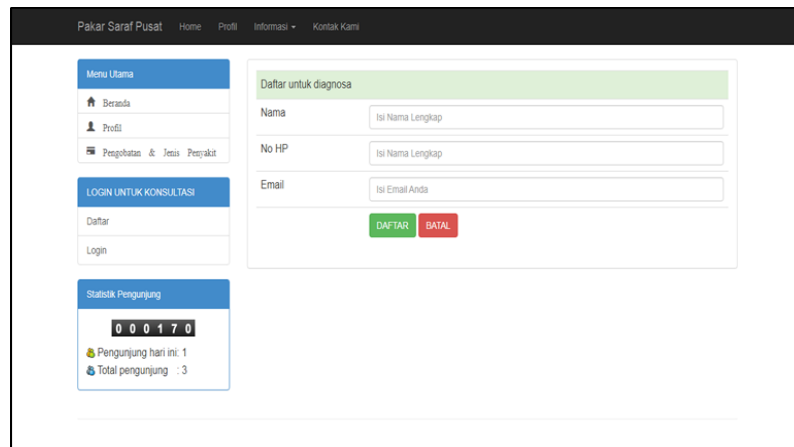 Pakar Saraf Pusat Home Profil Informasi Kontak Kami
Menu Utama
Beranda
Profil
Pengobatan & Jenis Penyakit
LOGIN UNTUK KONSULTASI
Daftar
Login
Statistik Pengunjung
000170
Pengunjung hari ini: 1
Total pengunjung : 3
Daftar untuk diagnosa
Nama Isi Nama Lengkap
No HP Isi Nama Lengkap
Email Isi Email Anda
DAFTAR BATAL